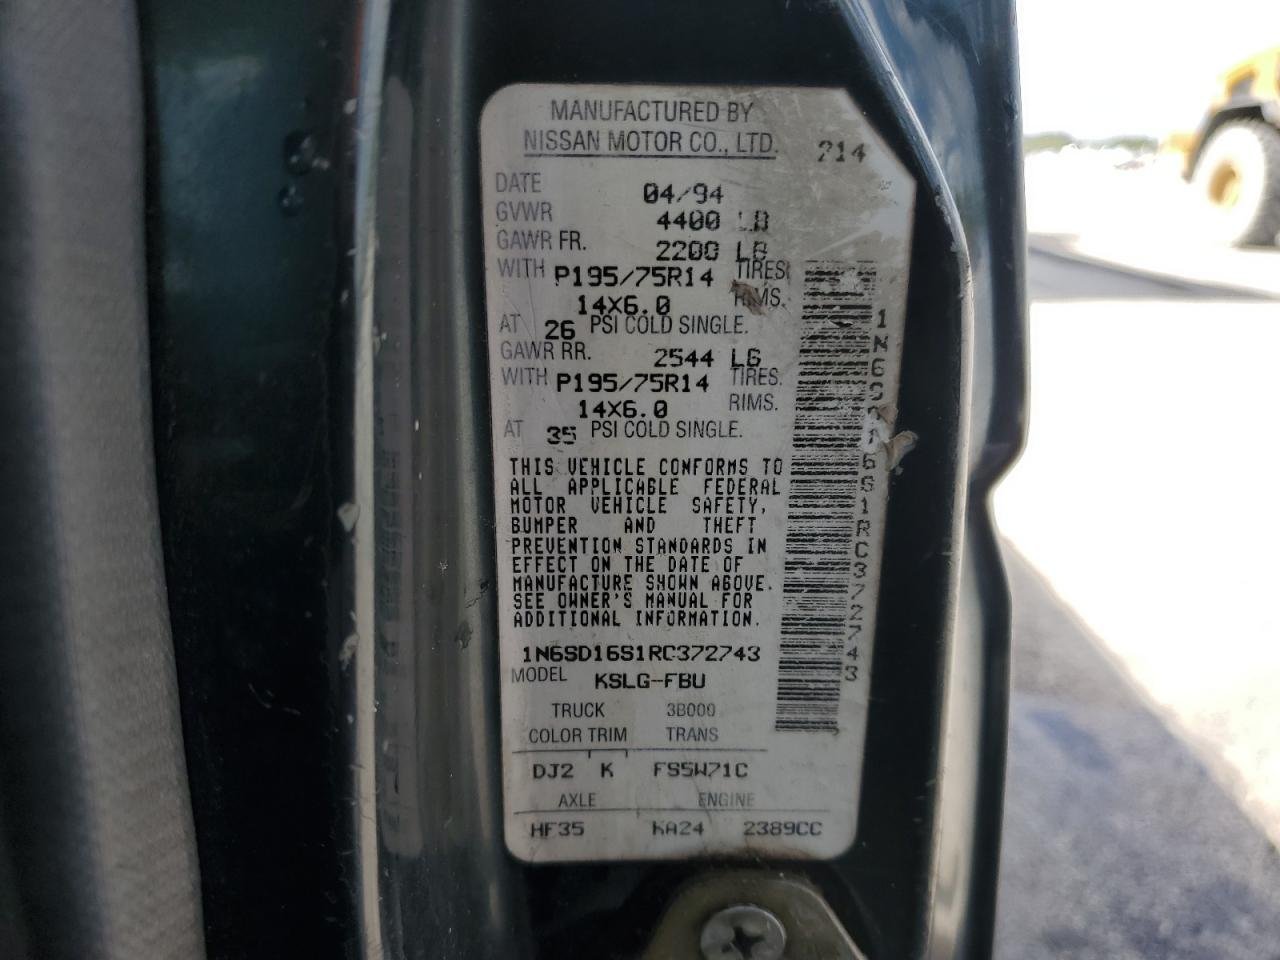 MANUFACTURED BY
NISSAN MOTOR CO., LTD.
214
DATE 04/94
GVWR 4400 LB
GAWR FR. 2200 LB
WITH P195/75R14 TIRES
14X6.0 RIMS.
AT 26 PSI COLD SINGLE.
GAWR RR. 2544 LB
WITH P195/75R14 TIRES.
14X6.0 RIMS.
AT 35 PSI COLD SINGLE.
THIS VEHICLE CONFORMS TO
ALL APPLICABLE FEDERAL
MOTOR VEHICLE SAFETY,
BUMPER AND THEFT
PREVENTION STANDARDS IN
EFFECT ON THE DATE OF
MANUFACTURE SHOWN ABOVE.
SEE OWNER'S MANUAL FOR
ADDITIONAL INFORMATION.
1N6SD16S1RC372743
MODEL KSLG-FBU
TRUCK 3B000
COLOR TRIM TRANS
DJ2 K FS5W71C
AXLE ENGINE
HF35 KA24 2389CC
1N6SD16S1RC372743